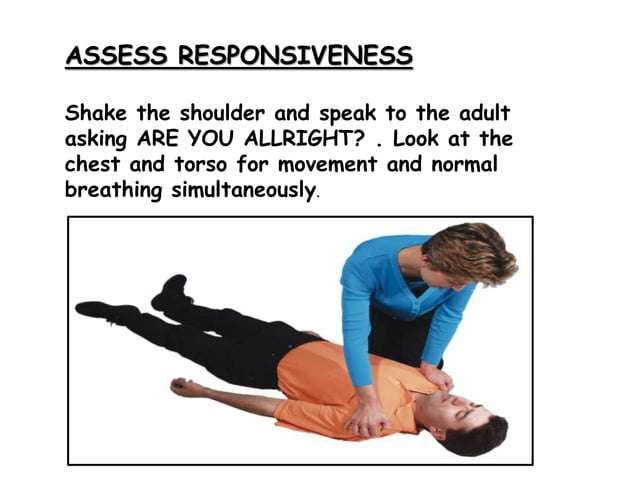 ASSESS RESPONSIVENESS
Shake the shoulder and speak to the adult
asking ARE YOU ALLRIGHT? . Look at the
chest and torso for movement and normal
breathing simultaneously.